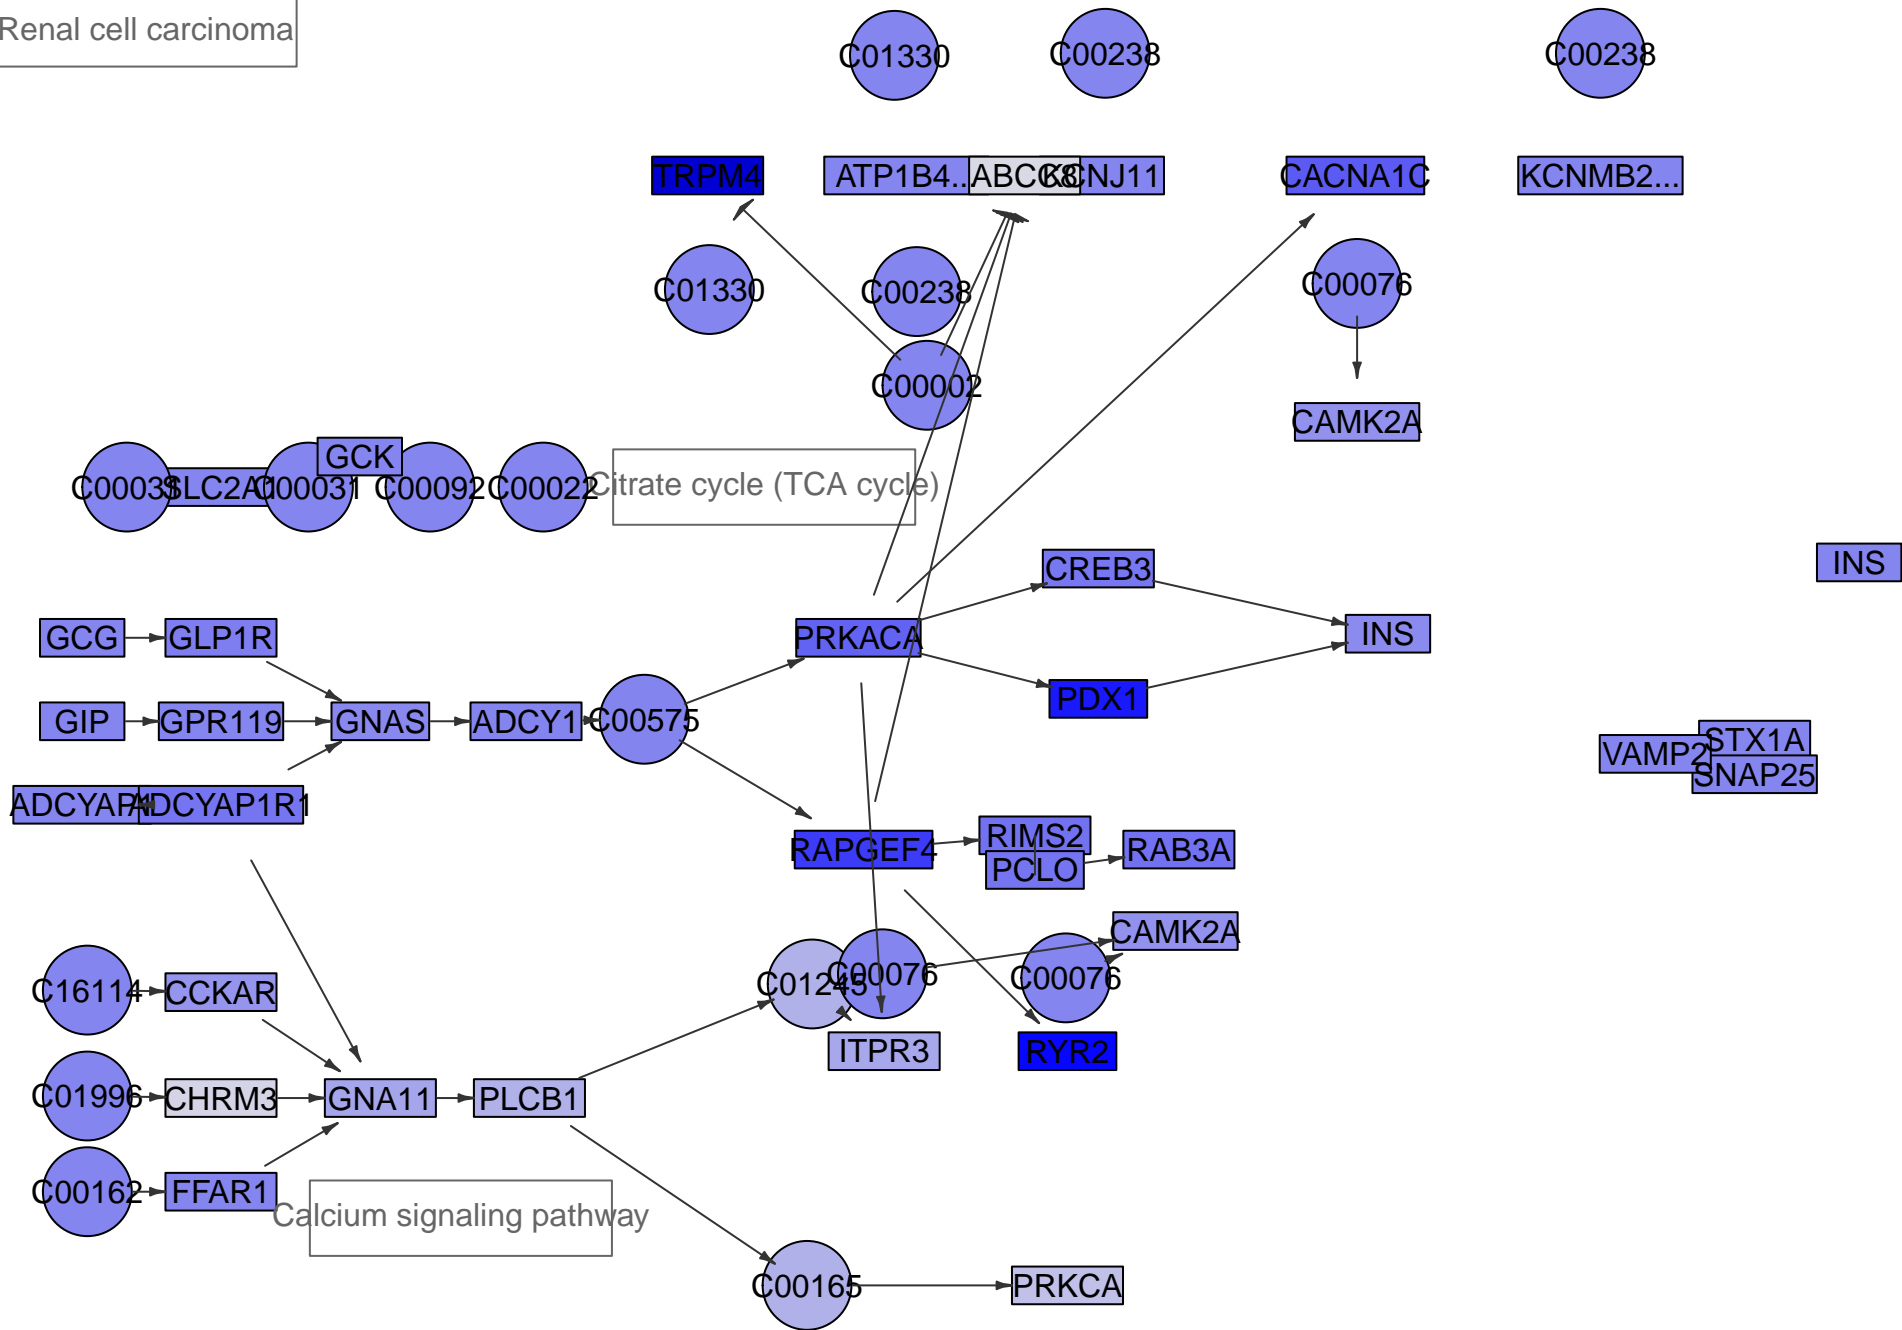 Renal cell carcinoma
C01330
C00238
C00238
TRPM4
ATP1B4...
ABCC8
KCNJ11
CACNA1C
KCNMB2...
C01330
C00238
C00076
C00002
CAMK2A
GCK
C00031
SLC2A1
C00031
C00092
C00022
Citrate cycle (TCA cycle)
CREB3
INS
GCG
GLP1R
PRKACA
INS
PDX1
GIP
GPR119
GNAS
ADCY1
C00575
STX1A
VAMP2
SNAP25
ADCYAP1
ADCYAP1R1
RIMS2
RAPGEF4
RAB3A
PCLO
CAMK2A
C16114
CCKAR
C01245
C00076
C00076
ITPR3
RYR2
C01996
CHRM3
GNA11
PLCB1
C00162
FFAR1
Calcium signaling pathway
C00165
PRKCA